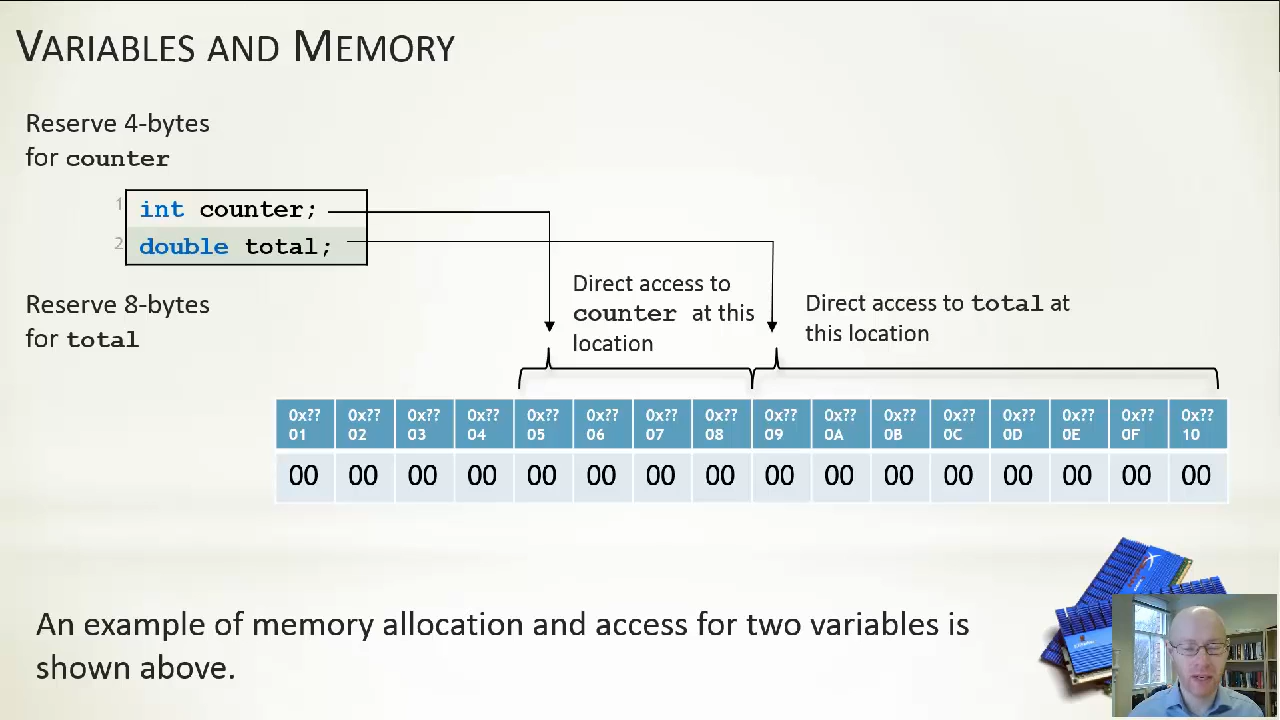 VARIABLES AND MEMORY
Reserve 4-bytes
for counter
1 int counter;
2 double total;
Reserve 8-bytes
for total
Direct access to
counter at this
location
Direct access to total at
this location
0x?? 0x?? 0x?? 0x?? 0x?? 0x?? 0x?? 0x?? 0x?? 0x?? 0x?? 0x?? 0x?? 0x?? 0x?? 0x??
01 02 03 04 05 06 07 08 09 0A 0B 0C 0D 0E 0F 10
00 00 00 00 00 00 00 00 00 00 00 00 00 00 00 00
An example of memory allocation and access for two variables is
shown above.